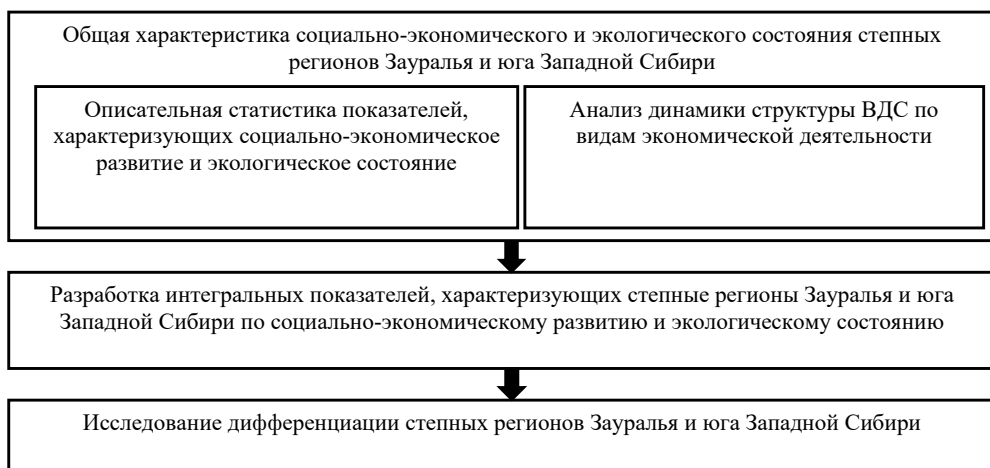 Общая характеристика социально-экономического и экологического состояния степных
регионов Зауралья и юга Западной Сибири
Описательная статистика показателей,
характеризующих социально-экономическое
развитие и экологическое состояние
Анализ динамики структуры ВДС по
видам экономической деятельности
Разработка интегральных показателей, характеризующих степные регионы Зауралья и юга
Западной Сибири по социально-экономическому развитию и экологическому состоянию
Исследование дифференциации степных регионов Зауралья и юга Западной Сибири